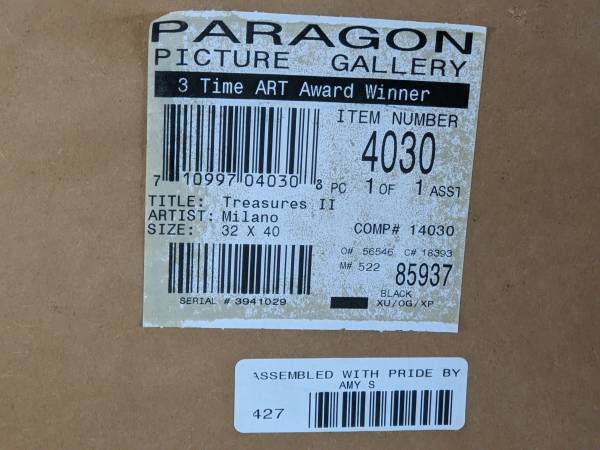 PARAGON
PICTURE GALLERY
3 Time ART Award Winner
ITEM NUMBER
4030
7 10997 04030 8
PC 1 OF 1 ASST
TITLE: Treasures II
ARTIST: Milano
SIZE: 32 X 40
COMP# 14030
O# 56546 C# 18393
M# 522 85937
SERIAL # 3941029
BLACK
XU/OG/XP
ASSEMBLED WITH PRIDE BY
AMY S
427